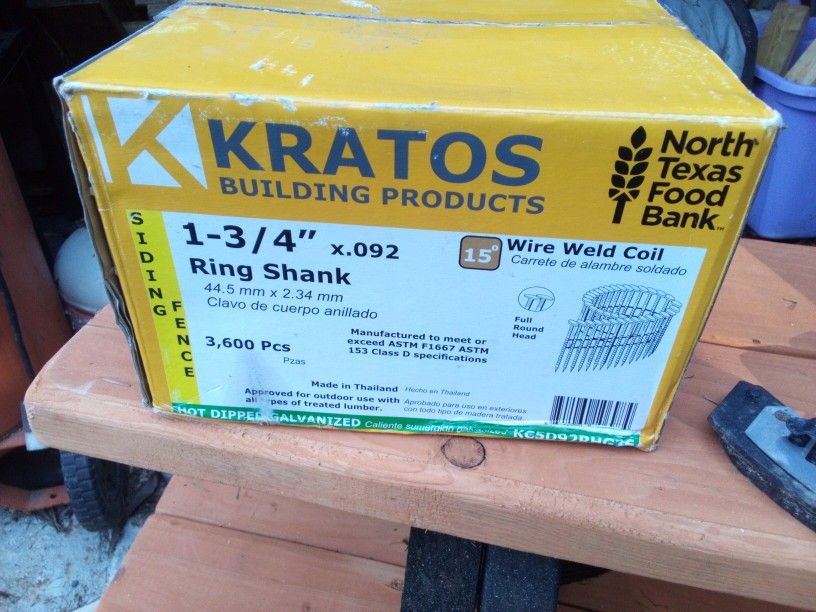 KRATOS
BUILDING PRODUCTS
North
Texas
Food
Bank
SIDING
FENCE
1-3/4" x.092
Ring Shank
44.5 mm x 2.34 mm
Clavo de cuerpo anillado
3,600 Pcs
Pzas
15°
Wire Weld Coil
Carrete de alambre soldado
Full
Round
Head
Manufactured to meet or
exceed ASTM F1667 ASTM
153 Class D specifications
Made in Thailand Hecho en Thailand
Approved for outdoor use with
all types of treated lumber.
Aprobado para uso en exteriores
con todo tipo de madera tratada.
HOT DIPPED GALVANIZED Caliente sumergido